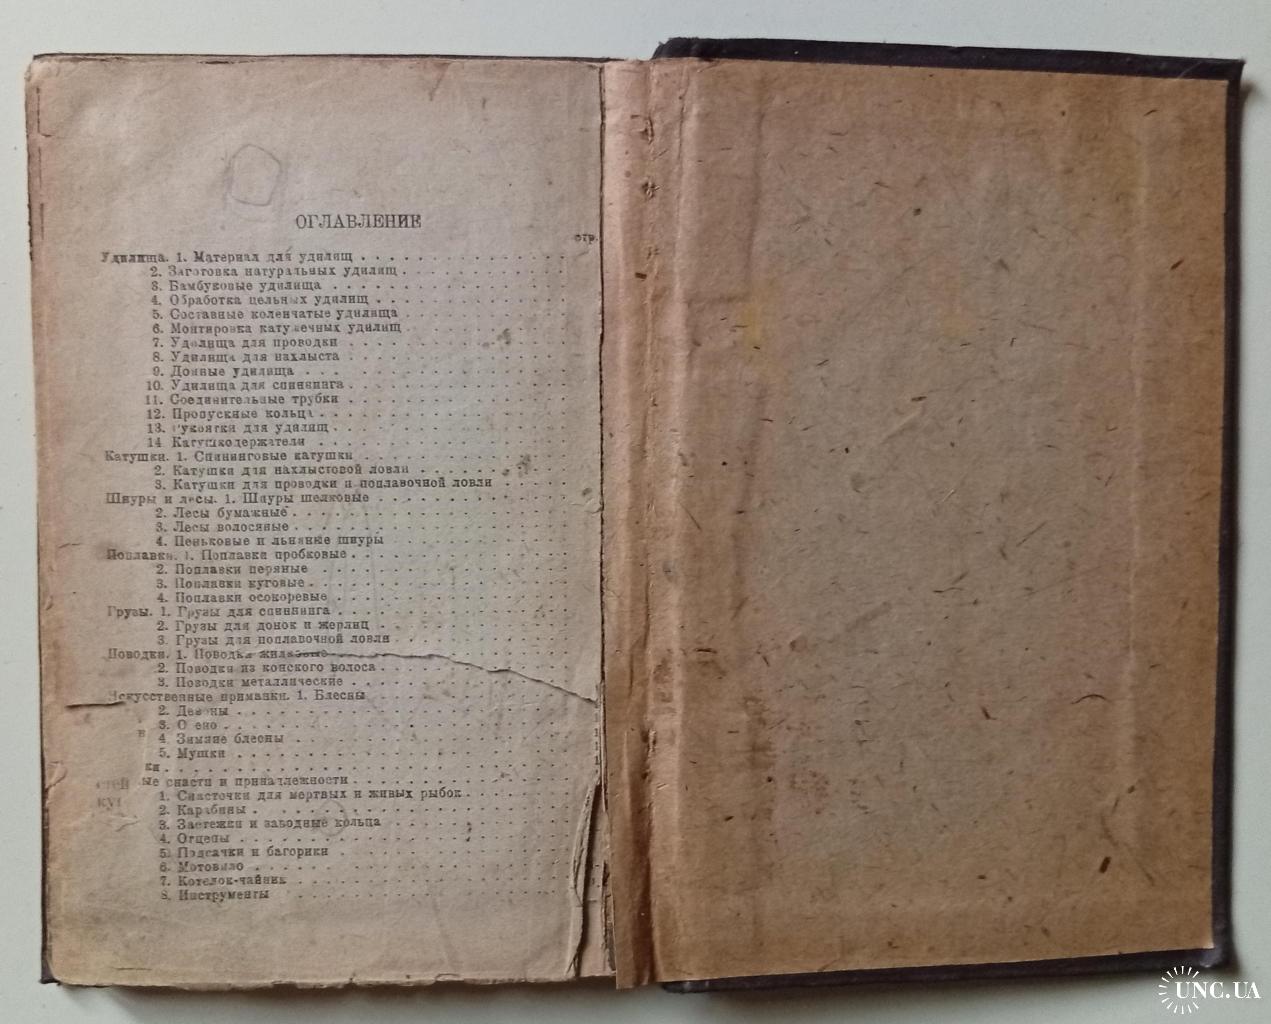 ОГЛАВЛЕНИЕ
стр.
Удилища. 1. Материал для удилищ
2. Заготовка натуральных удилищ
3. Бамбуковые удилища
4. Обработка цельных удилищ
5. Составные коленчатые удилища
6. Монтировка катушечных удилищ
7. Удилища для проводки
8. Удилища для нахлыста
9. Донные удилища
10. Удилища для спиннинга
11. Соединительные трубки
12. Пропускные кольца
13. Рукоятки для удилищ
14 Катушкодержатели
Катушки. 1. Спиннинговые катушки
2. Катушки для нахлыстовой ловли
3. Катушки для проводки и поплавочной ловли
Шнуры и лесы. 1. Шнуры шелковые
2. Лесы бумажные
3. Лесы волосяные
4. Пеньковые и льняные шнуры
Поплавки. 1. Поплавки пробковые
2. Поплавки перяные
3. Поплавки куговые
4. Поплавки осокоревые
Грузы. 1. Грузы для спиннинга
2. Грузы для донок и жерлиц
3. Грузы для поплавочной ловли
Поводки. 1. Поводки жилковые
2. Поводки из конского волоса
3. Поводки металлические
Искусственные приманки. 1. Блесны
2. Девоны
3.
4. Зимние блесны
5. Мушки
ки
ые снасти и принадлежности
1. Снасточки для мертвых и живых рыбок
2. Карабины
3. Застежки и заводные кольца
4. Отцепы
5. Подсачки и багорики
6. Мотовило
7. Котелок-чайник
8. Инструменты
UNC.UA